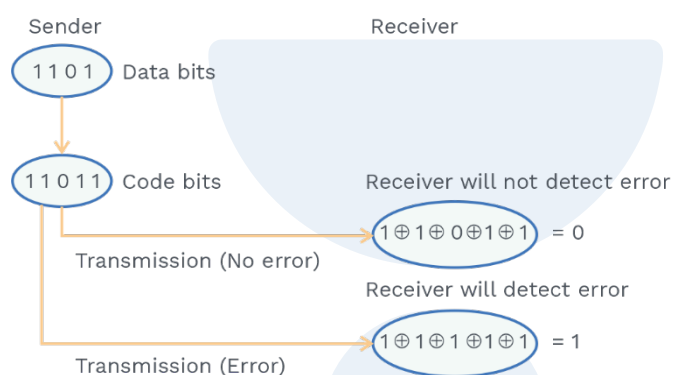 Sender
Receiver
1 1 0 1
Data bits
1 1 0 1 1
Code bits
Receiver will not detect error
1 ⊕ 1 ⊕ 0 ⊕ 1 ⊕ 1 = 0
Transmission (No error)
Receiver will detect error
1 ⊕ 1 ⊕ 1 ⊕ 1 ⊕ 1 = 1
Transmission (Error)